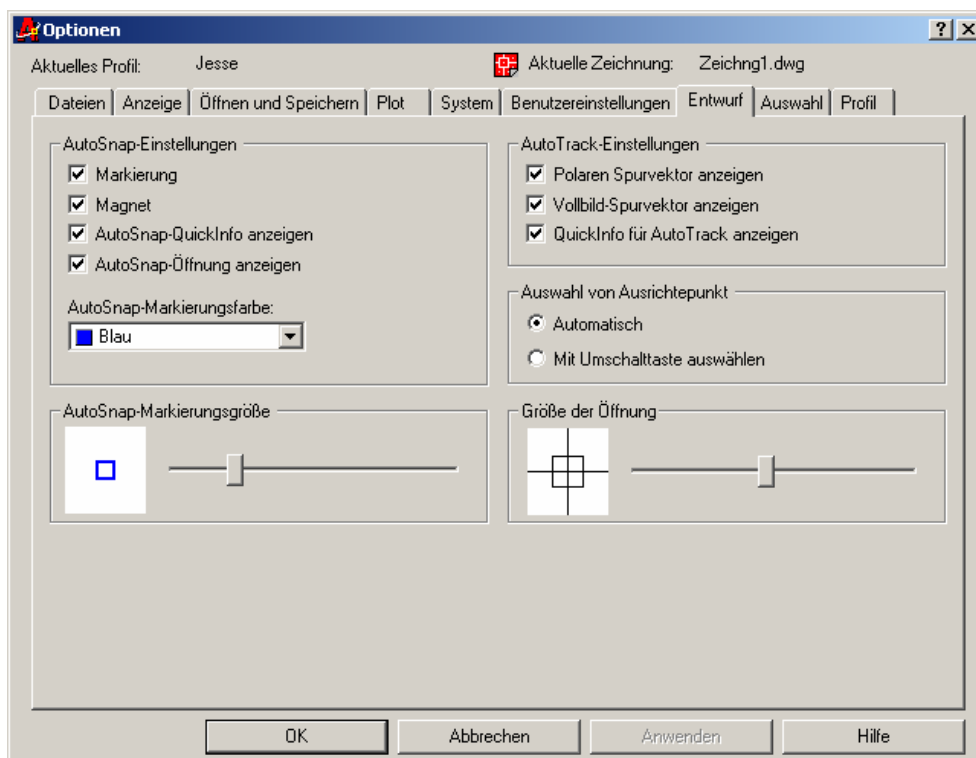 Optionen
Aktuelles Profil: Jesse Aktuelle Zeichnung: Zeichng1.dwg
Dateien Anzeige Öffnen und Speichern Plot System Benutzereinstellungen Entwurf Auswahl Profil
AutoSnap-Einstellungen
Markierung
Magnet
AutoSnap-QuickInfo anzeigen
AutoSnap-Öffnung anzeigen
AutoSnap-Markierungsfarbe:
Blau
AutoTrack-Einstellungen
Polaren Spurvektor anzeigen
Vollbild-Spurvektor anzeigen
QuickInfo für AutoTrack anzeigen
Auswahl von Ausrichtepunkt
Automatisch
Mit Umschalttaste auswählen
AutoSnap-Markierungsgröße
Größe der Öffnung
OK Abbrechen Anwenden Hilfe